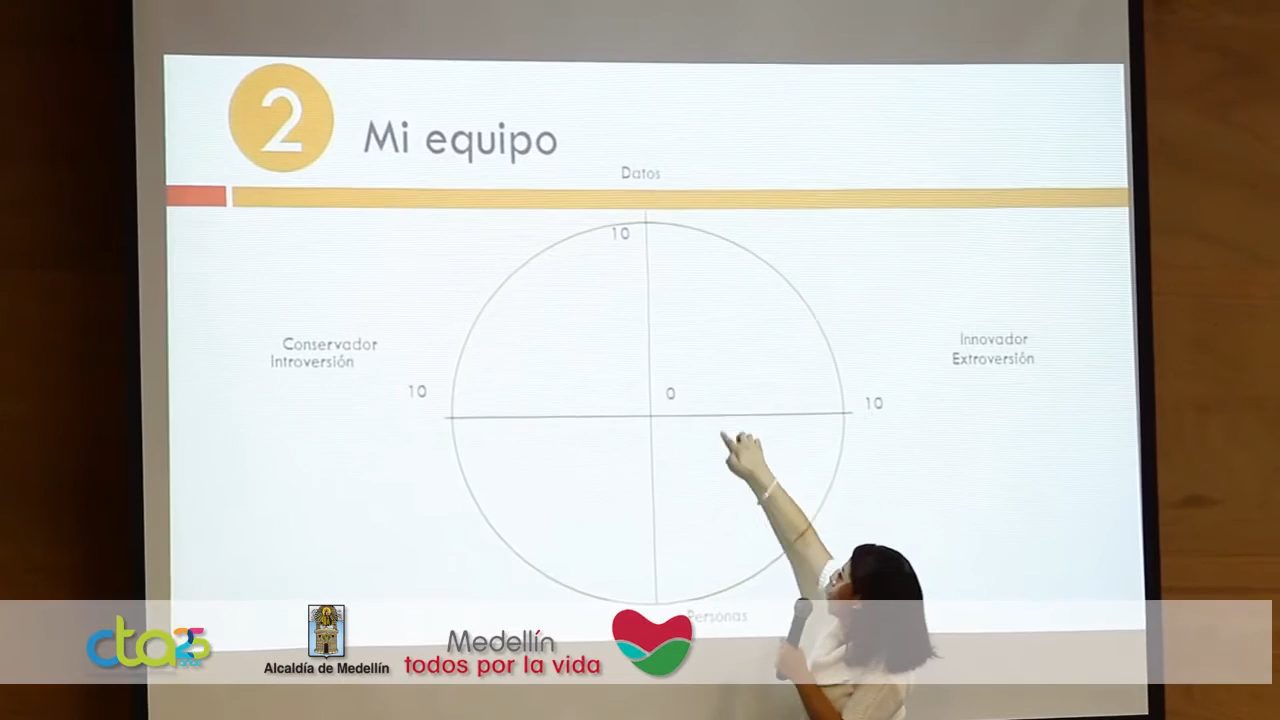 2
Mi equipo
Datos
10
Conservador
Introversión
Innovador
Extroversión
10
0
10
Personas
cta25
Alcaldía de Medellín
Medellín
todos por la vida